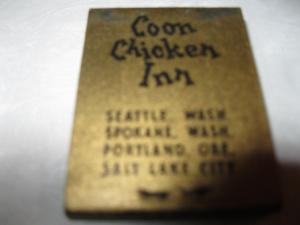 Coon
Chicken
Inn
SEATTLE, WASH.
SPOKANE, WASH.
PORTLAND, ORE.
SALT LAKE CITY